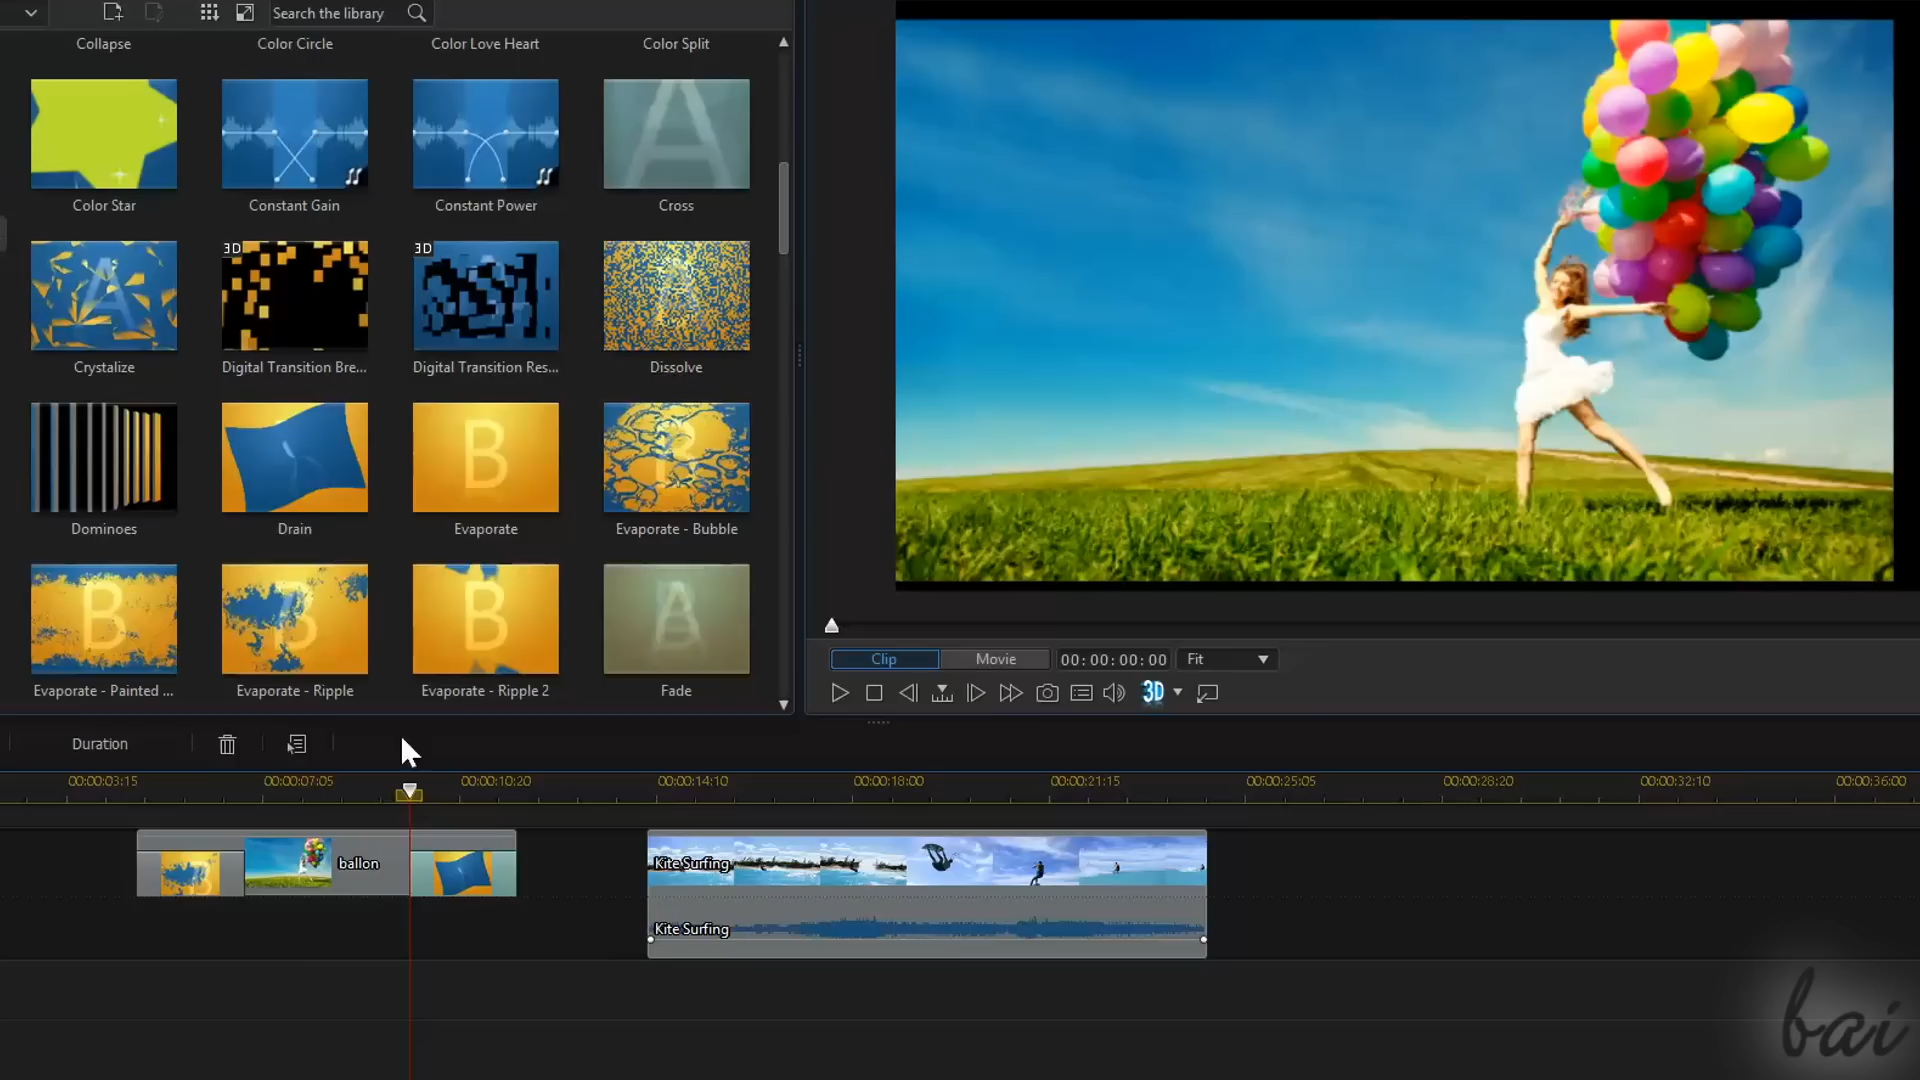 Search the library
Collapse
Color Circle
Color Love Heart
Color Split
Color Star
Constant Gain
Constant Power
Cross
3D
3D
Crystalize
Digital Transition Bre...
Digital Transition Res...
Dissolve
B
Dominoes
Drain
Evaporate
Evaporate - Bubble
B
B
B
A
Evaporate - Painted ...
Evaporate - Ripple
Evaporate - Ripple 2
Fade
Clip
Movie
00:00:00:00
Fit
3D
Duration
00:00:03:15
00:00:07:05
00:00:10:20
00:00:14:10
00:00:18:00
00:00:21:15
00:00:25:05
00:00:28:20
00:00:32:10
00:00:36:00
ballon
Kite Surfing
Kite Surfing
bai